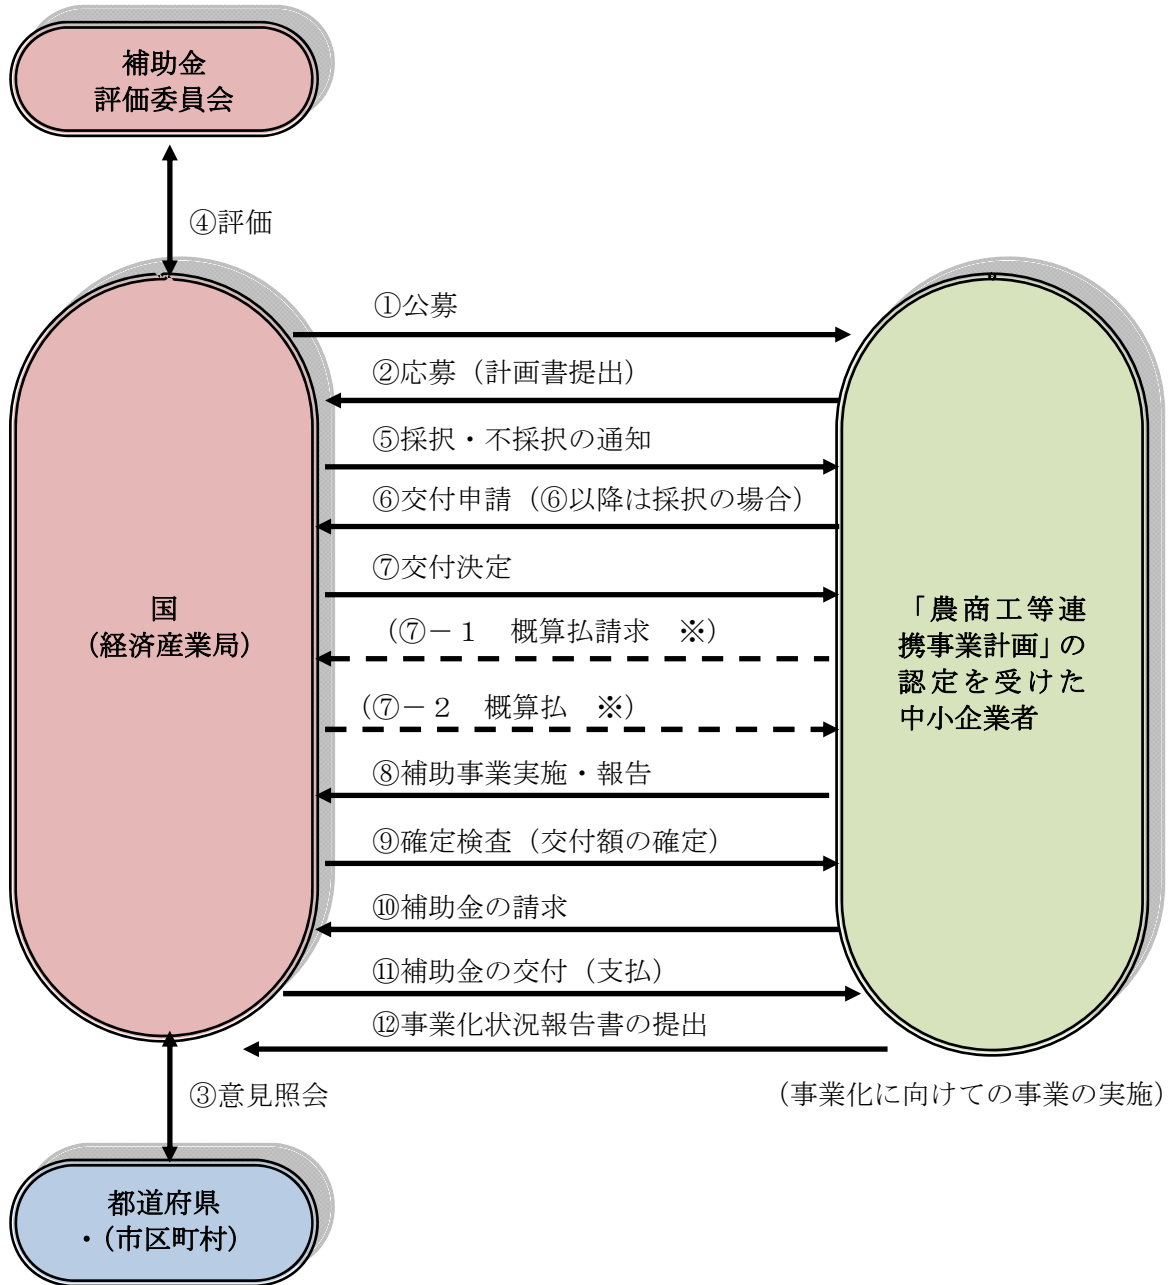 補助金
評価委員会
④評価
①公募
②応募（計画書提出）
⑤採択・不採択の通知
⑥交付申請（⑥以降は採択の場合）
⑦交付決定
（⑦－１　概算払請求　※）
（⑦－２　概算払　※）
⑧補助事業実施・報告
⑨確定検査（交付額の確定）
⑩補助金の請求
⑪補助金の交付（支払）
⑫事業化状況報告書の提出
国
（経済産業局）
「農商工等連
携事業計画」の
認定を受けた
中小企業者
③意見照会
（事業化に向けての事業の実施）
都道府県
・（市区町村）